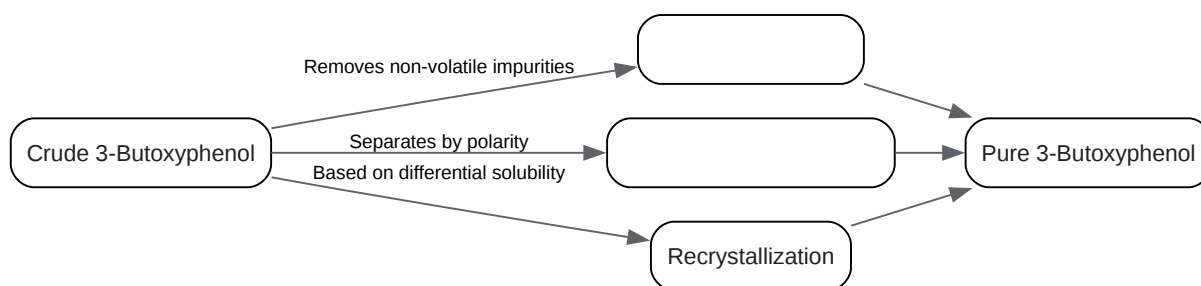 Removes non-volatile impurities
Crude 3-Butoxyphenol
Separates by polarity
Pure 3-Butoxyphenol
Based on differential solubility
Recrystallization